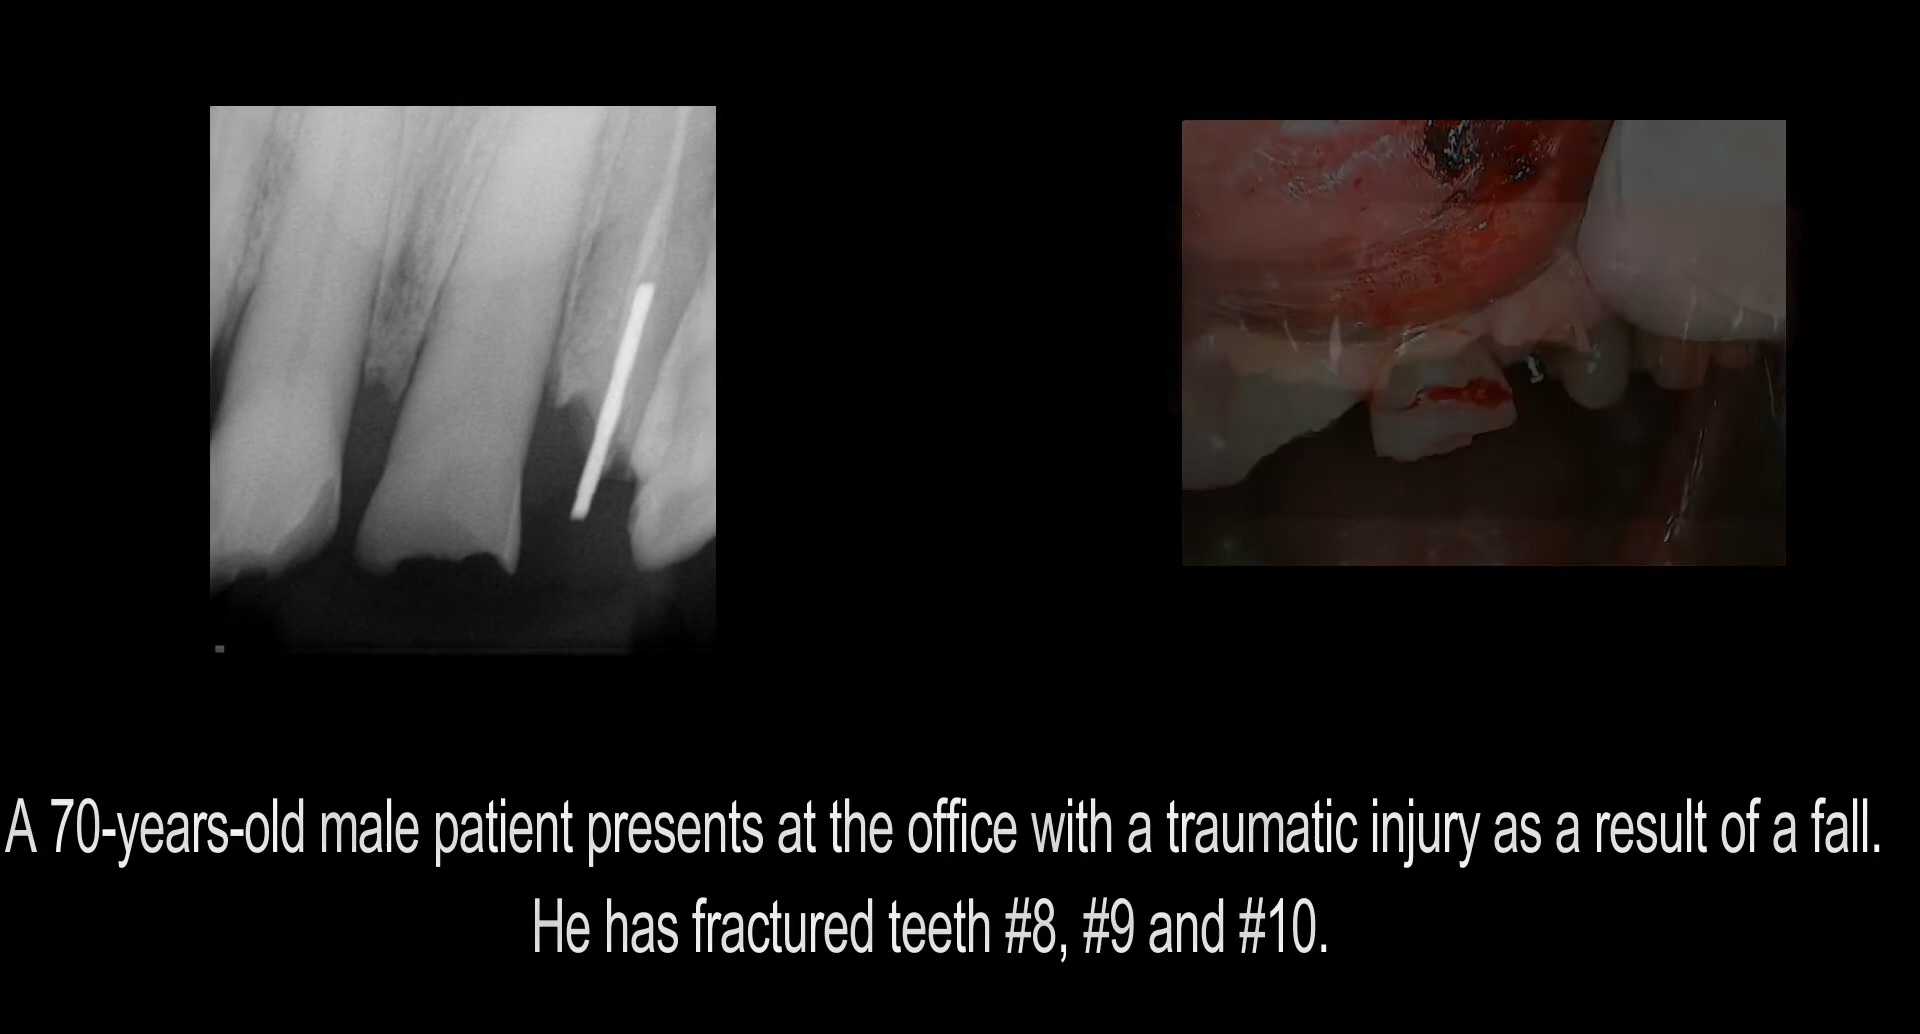 A 70-years-old male patient presents at the office with a traumatic injury as a result of a fall.
He has fractured teeth #8, #9 and #10.